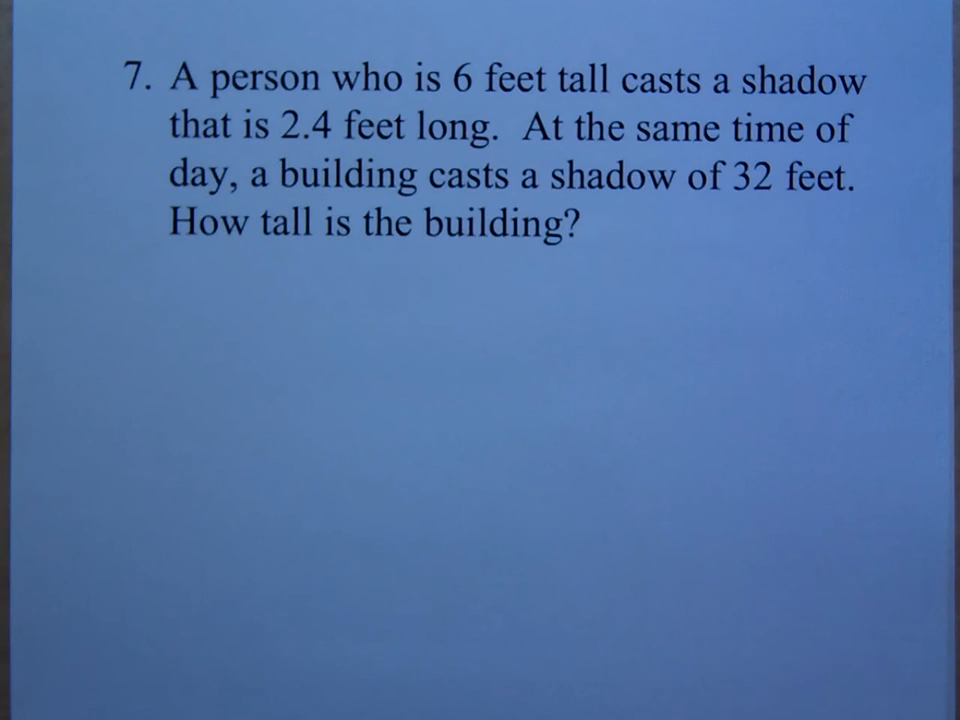 7. A person who is 6 feet tall casts a shadow
that is 2.4 feet long. At the same time of
day, a building casts a shadow of 32 feet.
How tall is the building?